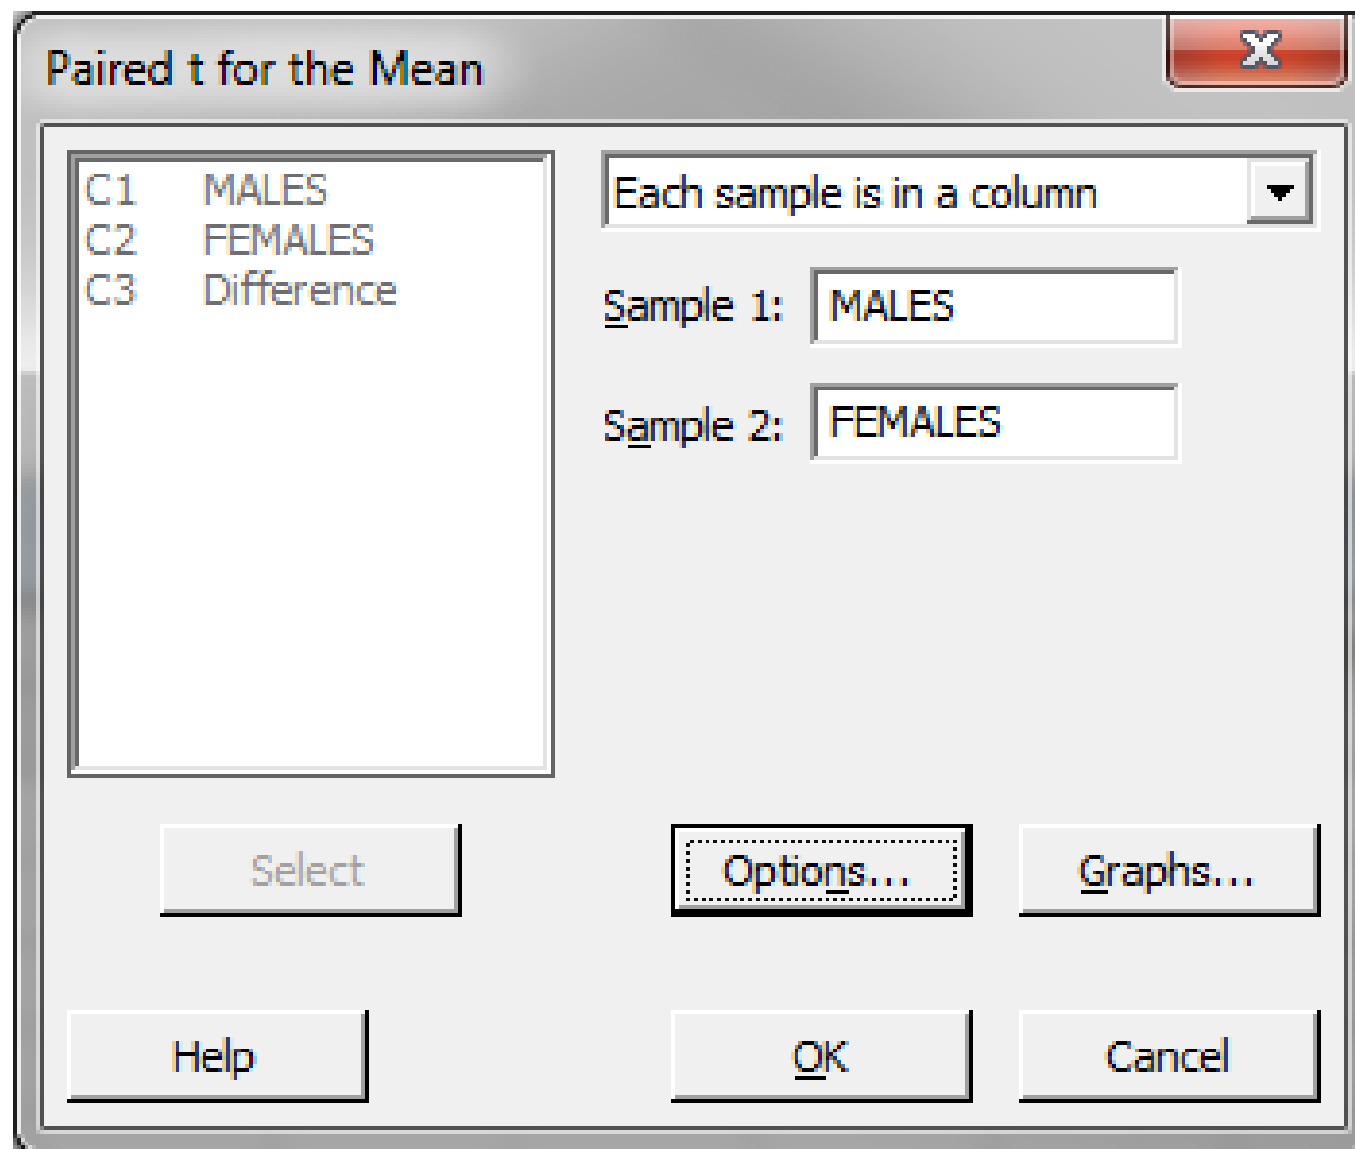 Paired t for the Mean
C1 MALES
C2 FEMALES
C3 Difference
Each sample is in a column
Sample 1: MALES
Sample 2: FEMALES
Select
Options...
Graphs...
Help
OK
Cancel